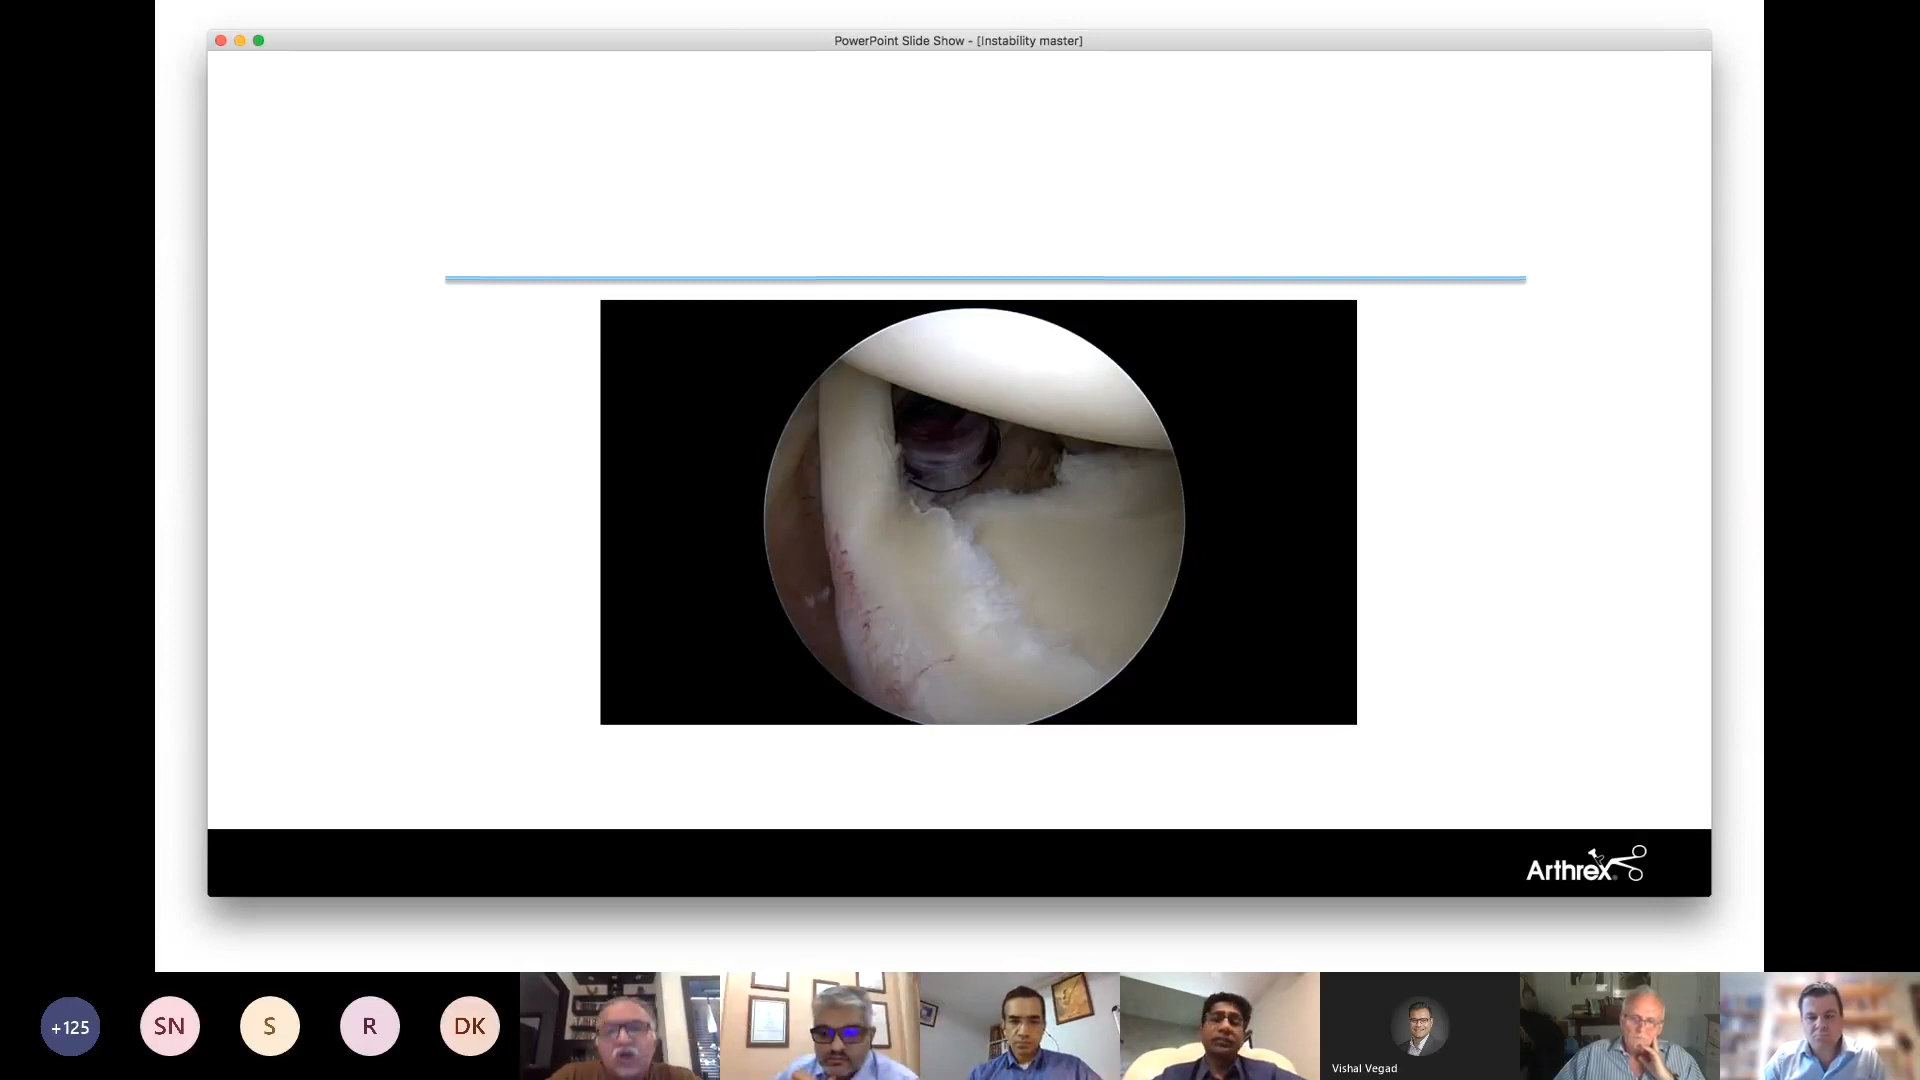 PowerPoint Slide Show - [Instability master]
Arthrex
+125
SN
S
R
DK
Vishal Vegad